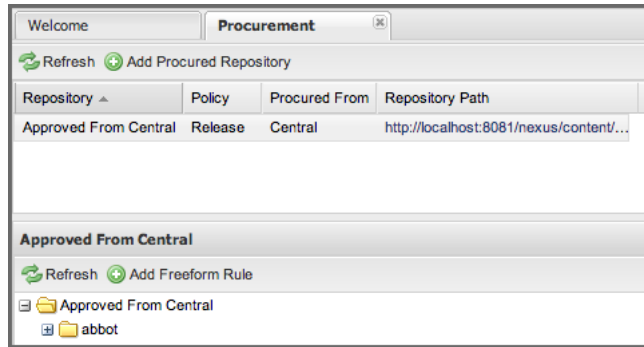 Welcome Procurement
Refresh Add Procured Repository
Repository Policy Procured From Repository Path
Approved From Central Release Central http://localhost:8081/nexus/content/...
Approved From Central
Refresh Add Freeform Rule
Approved From Central
abbot